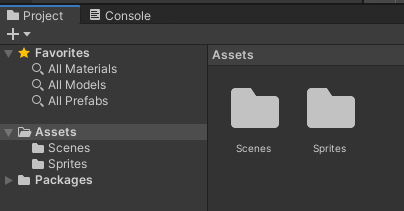 Project
Console
Favorites
All Materials
All Models
All Prefabs
Assets
Scenes
Sprites
Packages
Assets
Scenes
Sprites